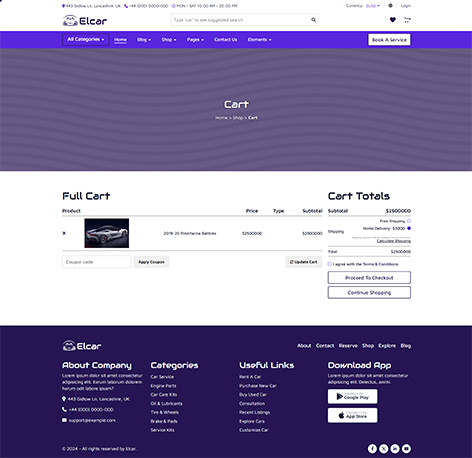 443 Gidlow Ln. Lancashire, UK +44 (000) 0000-000 MON - SAT: 10:00 AM - 20:00 PM Currency: $USD Login
Elcar
Type 'car' to see suggested search
All Categories Home Blog Shop Pages Contact Us Elements Book A Service
Cart
Home > Shop > Cart
Full Cart
Product Price Type Subtotal
2019-20 Pininfarina Battista $2500000 $2500000
Coupon code Apply Coupon Update Cart
Cart Totals
Subtotal $2500000
Shipping
Free Shipping
Home Delivery
Calculate Shipping
Total $2500000
I agree with the Terms & Conditions
Proceed To Checkout
Continue Shopping
Elcar
About Contact Reserve Shop Explore Blog
About Company
Lorem ipsum dolor sit amet consectetur
adipisicing elit. Earum laborum dolorem
harum odit dolor ipsum?
443 Gidlow Ln. Lancashire, UK
+44 (0000) 0000-000
support@example.com
Categories
Car Service
Engine Parts
Car Care Kits
Oil & Lubricants
Tire & Wheels
Brake & Pads
Service Kits
Useful Links
Rent A Car
Purchase New Car
Buy Used Car
Consultation
Recent Listings
Explore Cars
Customize Car
Download App
Lorem ipsum dolor sit amet consectetur
adipisicing elit. Delectus, animi.
Google Play
App Store
© 2024 - All rights reserved by Elcar.